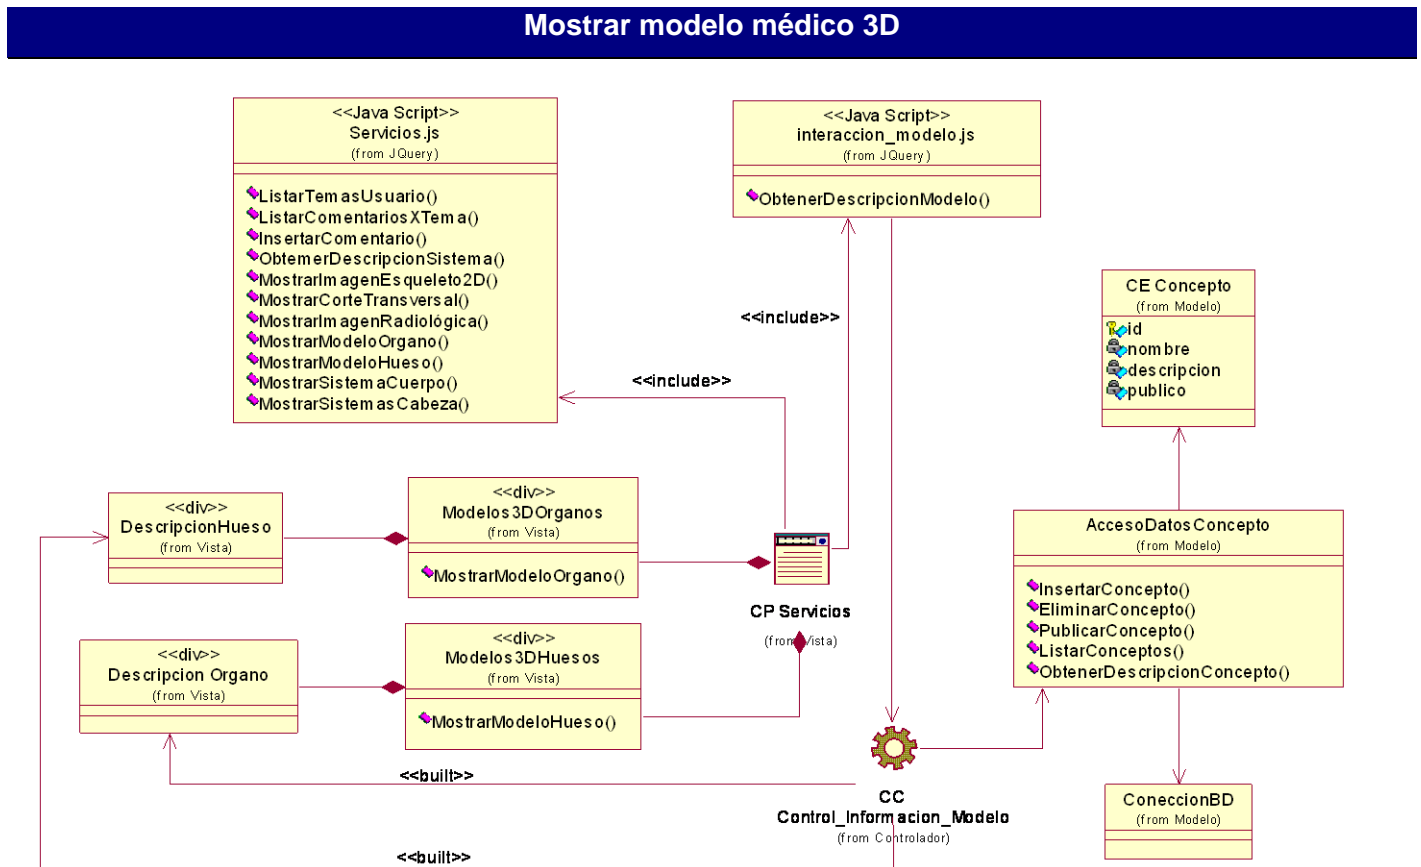 Mostrar modelo médico 3D
<<Java Script>>
Servicios.js
(from JQuery)
ListarTemasUsuario()
ListarComentariosXTema()
InsertarComentario()
ObtemerDescripcionSistema()
MostrarImagenEsqueleto2D()
MostrarCorteTransversal()
MostrarImagenRadiológica()
MostrarModeloOrgano()
MostrarModeloHueso()
MostrarSistemaCuerpo()
MostrarSistemasCabeza()
<<Java Script>>
interaccion_modelo.js
(from JQuery)
ObtenerDescripcionModelo()
<<include>>
<<include>>
CE Concepto
(from Modelo)
id
nombre
descripcion
publico
<<div>>
DescripcionHueso
(from Vista)
<<div>>
Modelos3DOrganos
(from Vista)
MostrarModeloOrgano()
CP Servicios
(from Vista)
AccesoDatosConcepto
(from Modelo)
InsertarConcepto()
EliminarConcepto()
PublicarConcepto()
ListarConceptos()
ObtenerDescripcionConcepto()
<<div>>
Descripcion Organo
(from Vista)
<<div>>
Modelos3DHuesos
(from Vista)
MostrarModeloHueso()
<<built>>
CC
Control_Informacion_Modelo
(from Controlador)
ConeccionBD
(from Modelo)
<<built>>